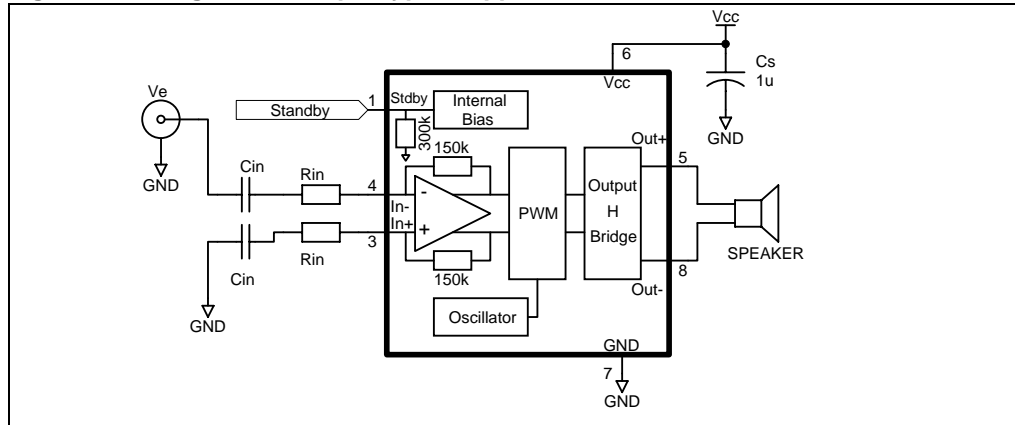 Vcc
6
Cs
1u
Vcc
GND
Ve
GND
Standby
1
Stdby
300k
Internal
Bias
150k
Out+
5
Cin
Rin
4
In-
-
In+
+
3
Cin
Rin
GND
150k
PWM
Output
H
Bridge
SPEAKER
8
Out-
Oscillator
GND
7
GND